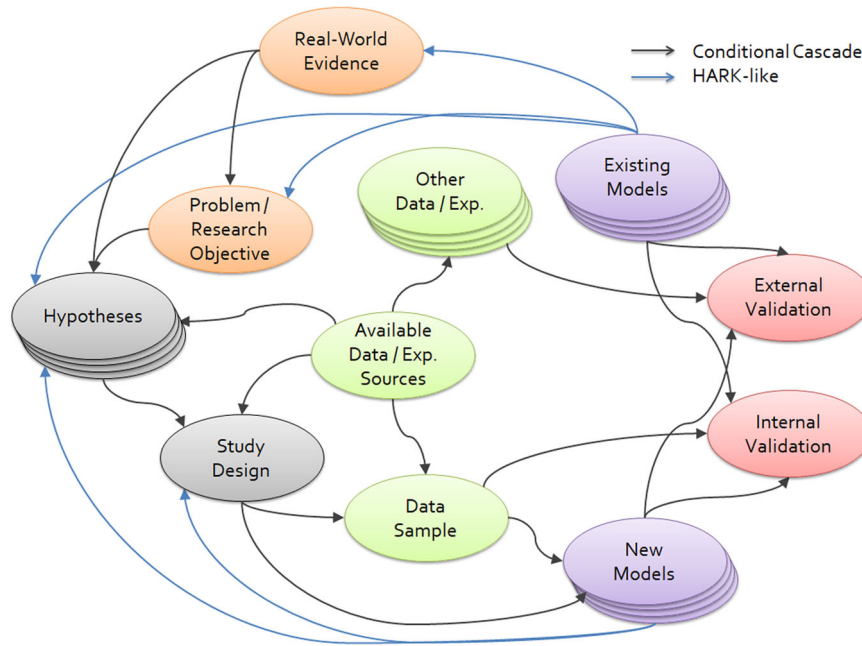 Real-World
Evidence
Conditional Cascade
HARK-like
Existing
Models
Other
Data / Exp.
Problem /
Research
Objective
External
Validation
Hypotheses
Available
Data / Exp.
Sources
Internal
Validation
Study
Design
Data
Sample
New
Models